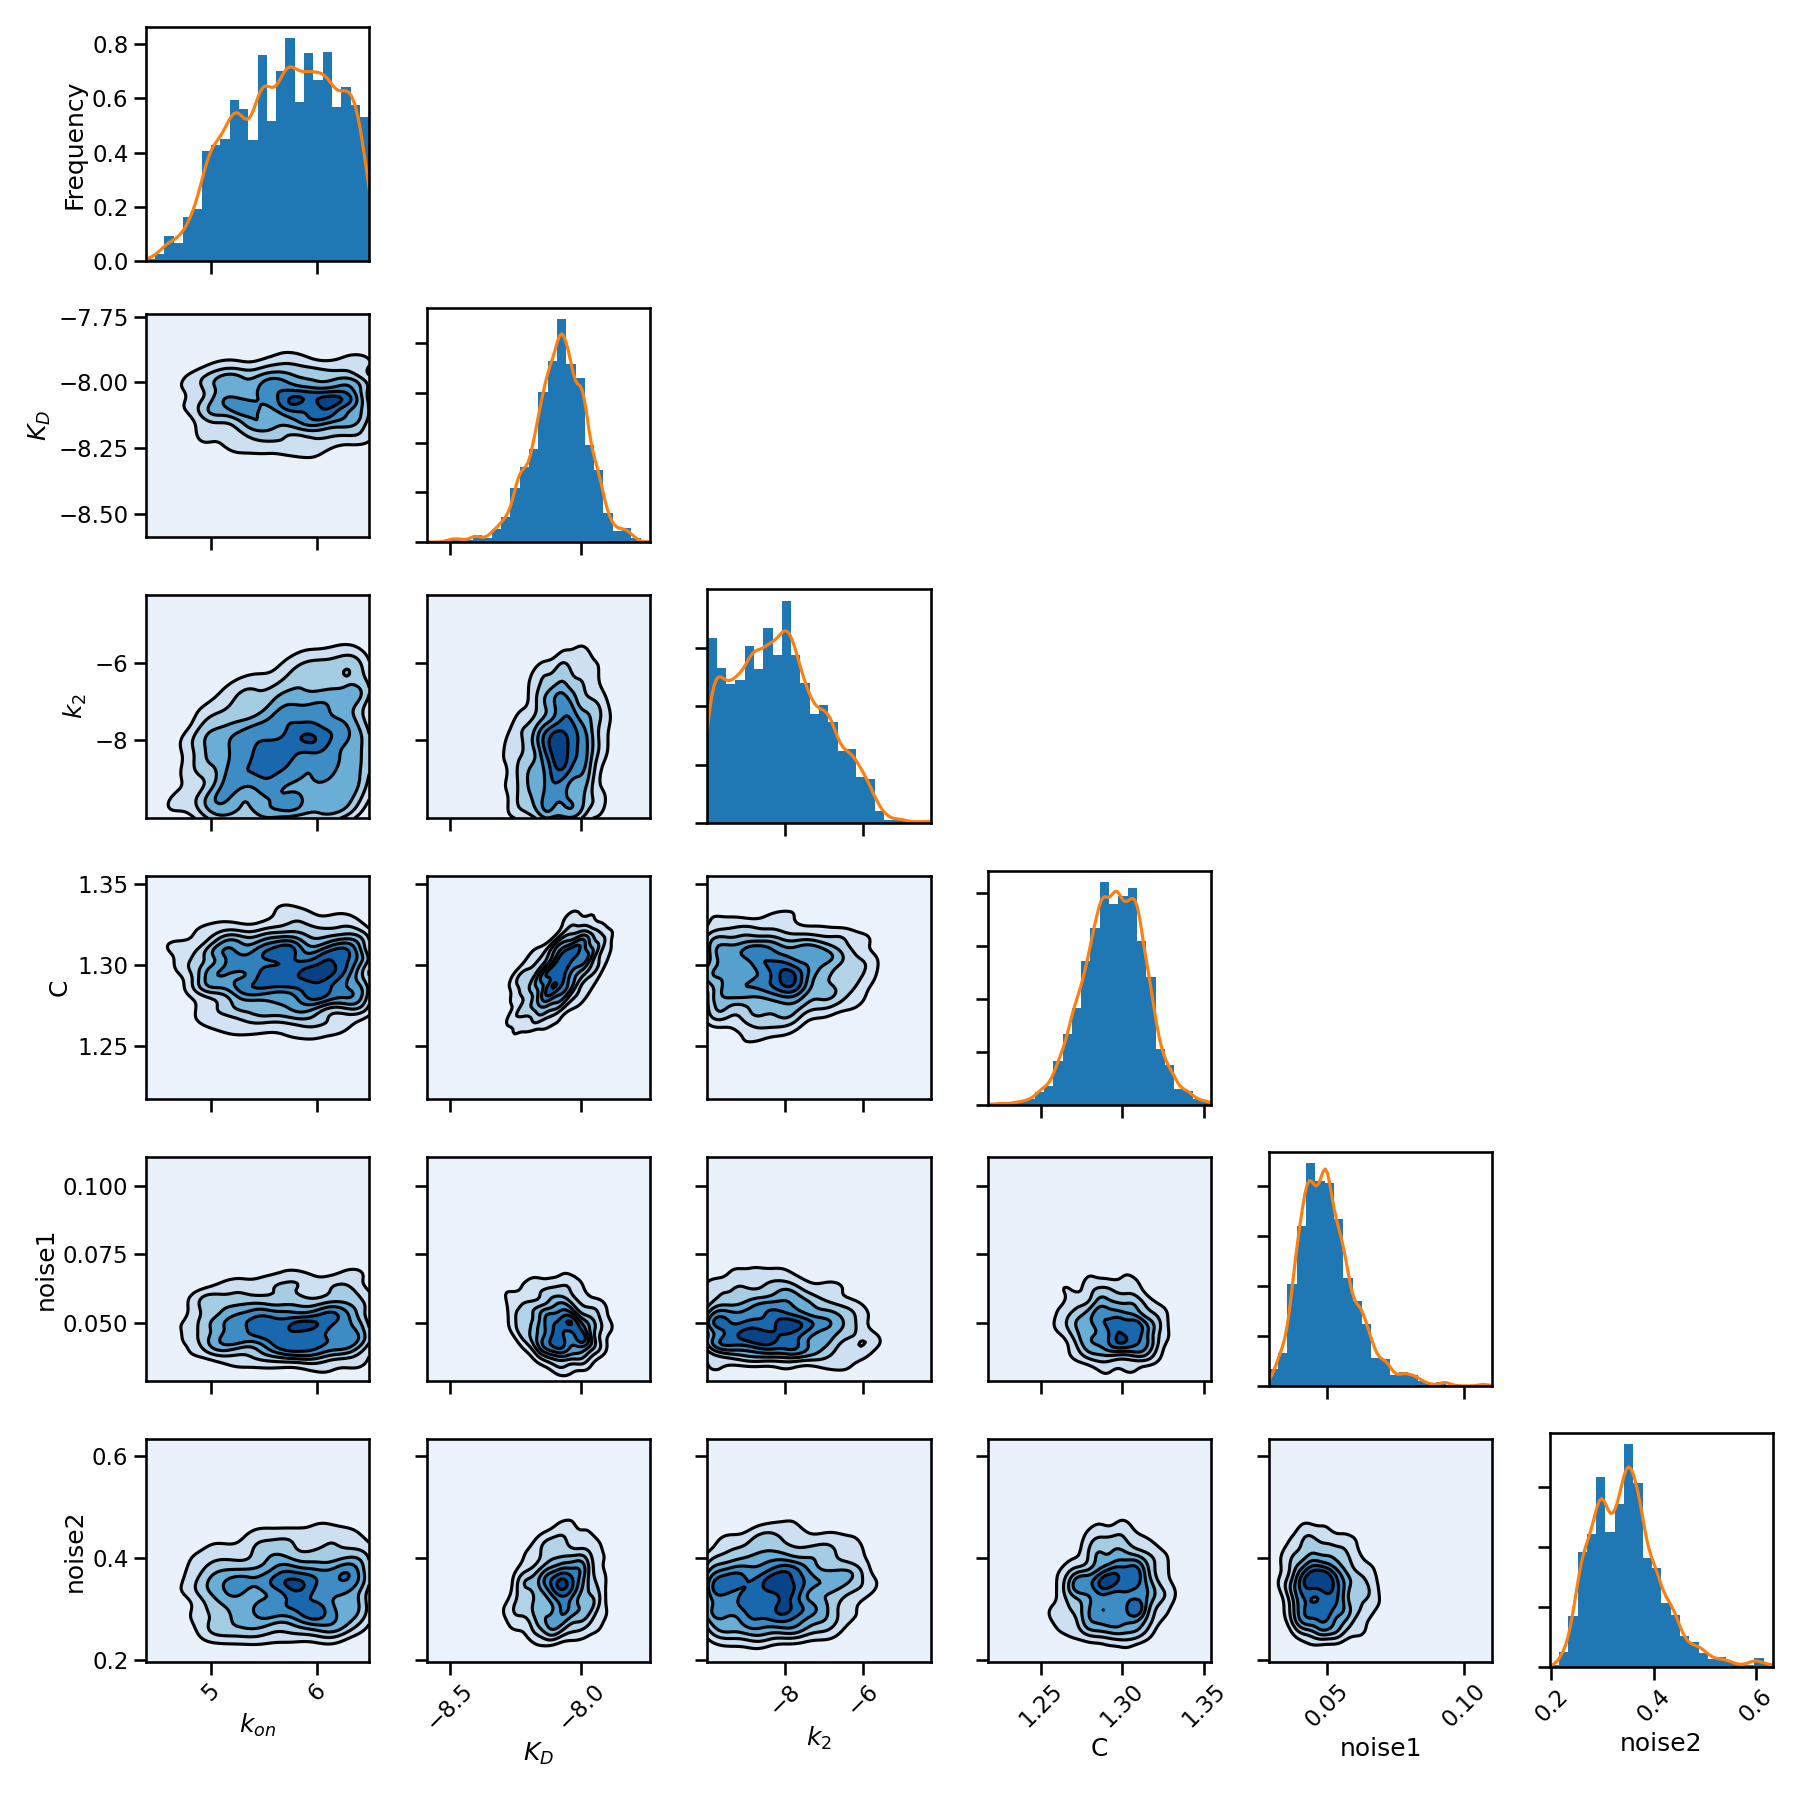 0.8
0.6
0.4
0.2
0.0
Frequency
−7.75
−8.00
−8.25
−8.50
K_D
−6
−8
k_2
1.35
1.30
1.25
C
0.100
0.075
0.050
noise1
0.6
0.4
0.2
noise2
5 6 −8.5 −8.0 −8 −6 1.25 1.30 1.35 0.05 0.10 0.2 0.4 0.6
k_on K_D k_2 C noise1 noise2